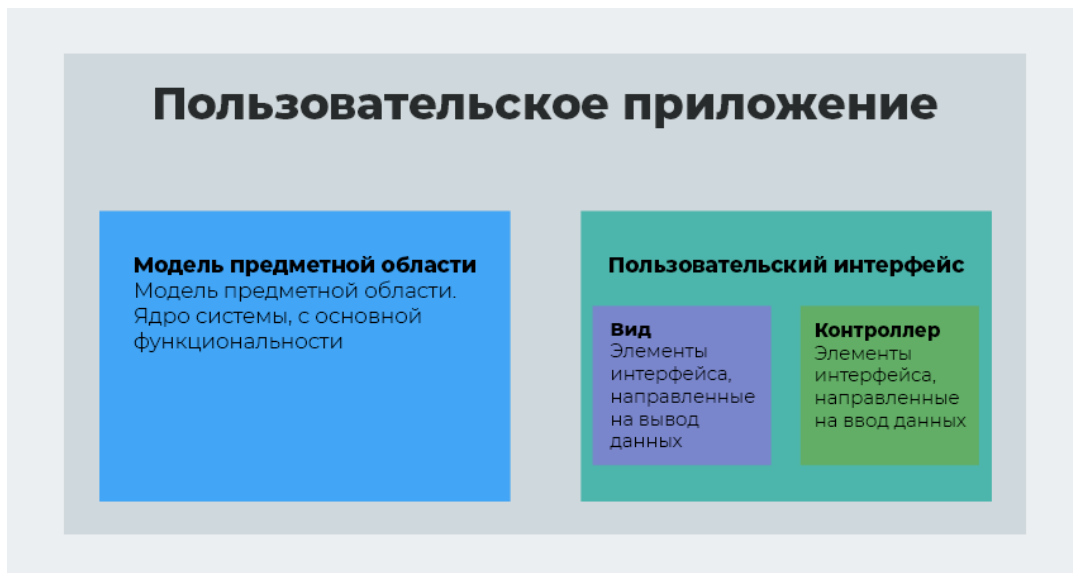 Пользовательское приложение
Модель предметной области
Модель предметной области.
Ядро системы, с основной
функциональности
Пользовательский интерфейс
Вид
Элементы
интерфейса,
направленные
на вывод
данных
Контроллер
Элементы
интерфейса,
направленные
на ввод данных